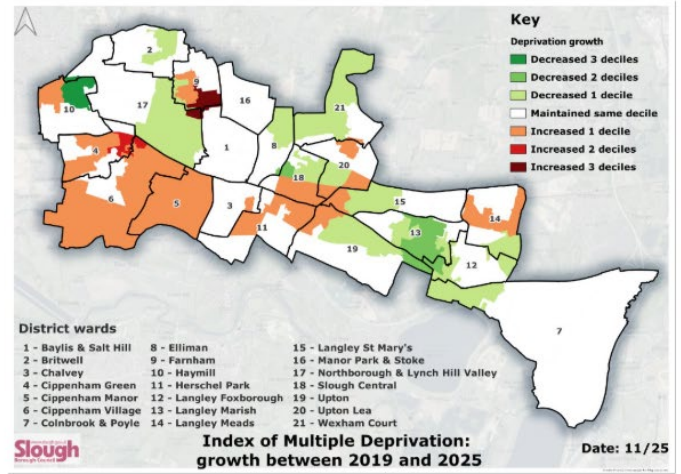 Key
Deprivation growth
Decreased 3 deciles
Decreased 2 deciles
Decreased 1 decile
Maintained same decile
Increased 1 decile
Increased 2 deciles
Increased 3 deciles
2
9
10
17
16
21
1
8
4
18
20
6
5
3
11
15
14
13
19
12
7
District wards
1 - Baylis & Salt Hill
2 - Britwell
3 - Chalvey
4 - Cippenham Green
5 - Cippenham Manor
6 - Cippenham Village
7 - Colnbrook & Poyle
8 - Elliman
9 - Farnham
10 - Haymill
11 - Herschel Park
12 - Langley Foxborough
13 - Langley Marish
14 - Langley Meads
15 - Langley St Mary's
16 - Manor Park & Stoke
17 - Northborough & Lynch Hill Valley
18 - Slough Central
19 - Upton
20 - Upton Lea
21 - Wexham Court
Slough
Borough Council
Index of Multiple Deprivation:
growth between 2019 and 2025
Date: 11/25